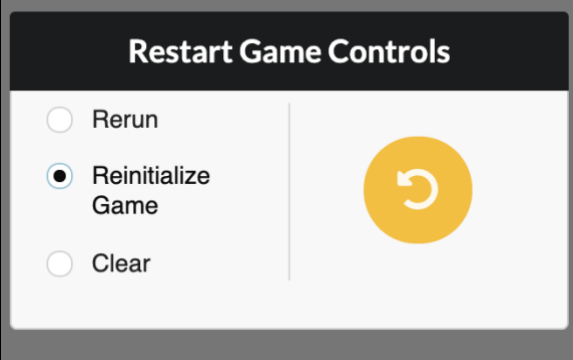 Restart Game Controls
Rerun
Reinitialize
Game
Clear